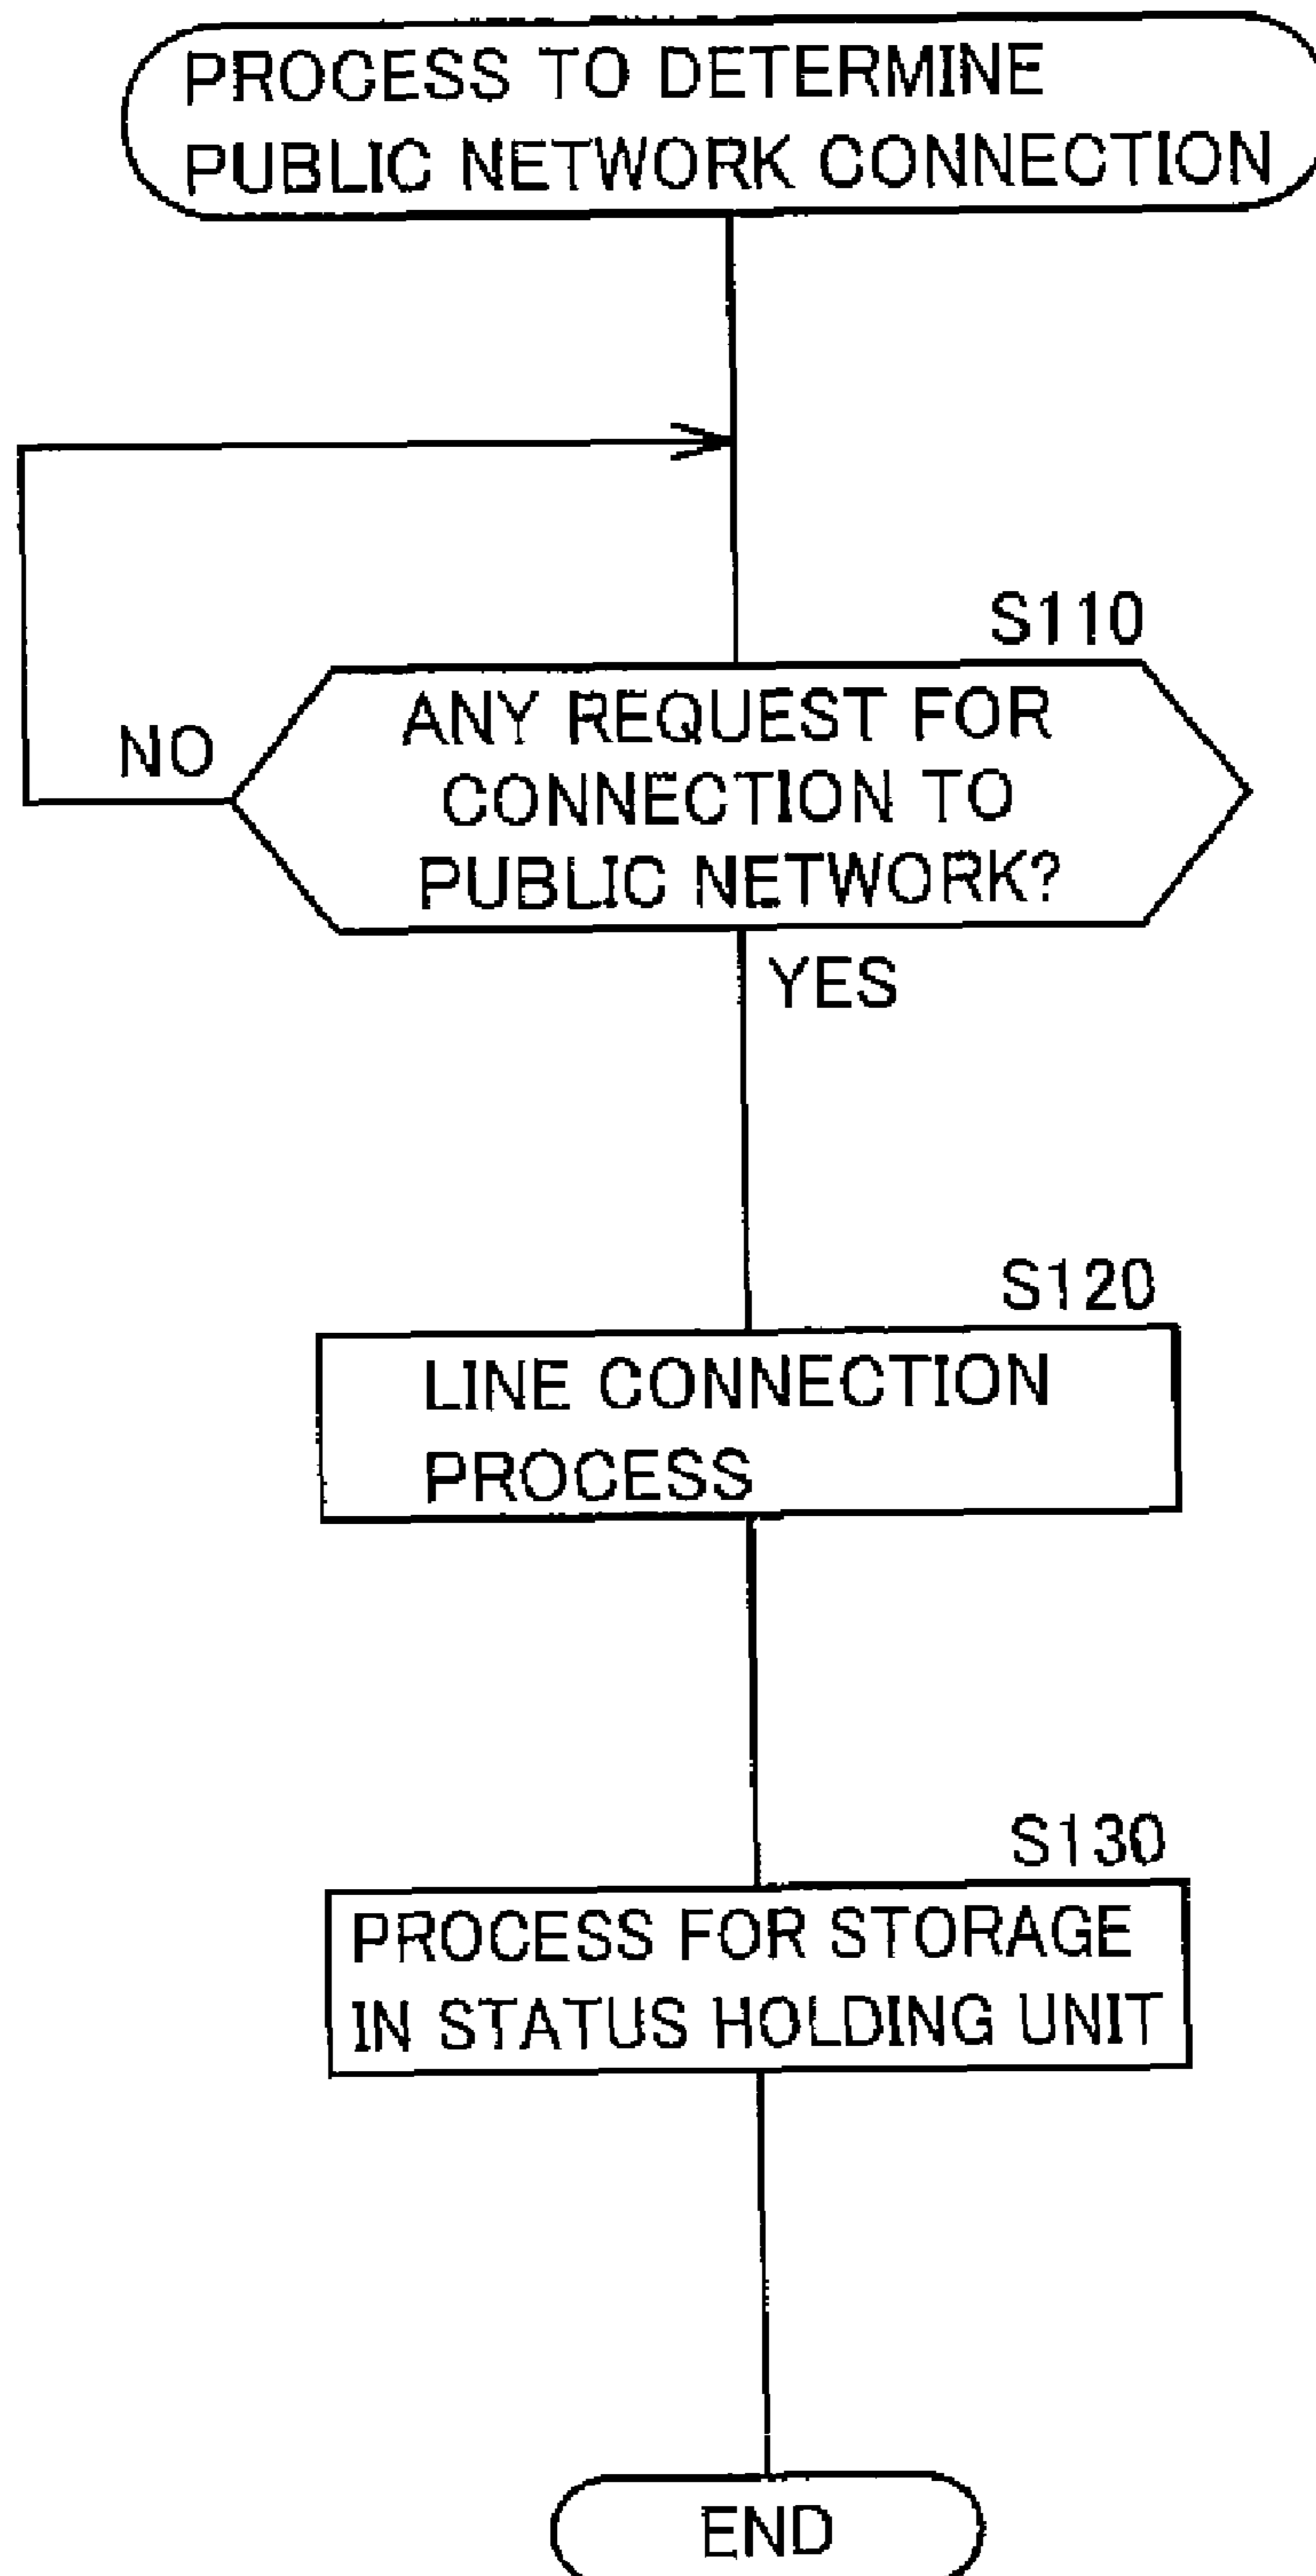 PROCESS TO DETERMINE
PUBLIC NETWORK CONNECTION
S110
ANY REQUEST FOR
CONNECTION TO
PUBLIC NETWORK?
NO
YES
S120
LINE CONNECTION
PROCESS
S130
PROCESS FOR STORAGE
IN STATUS HOLDING UNIT
END